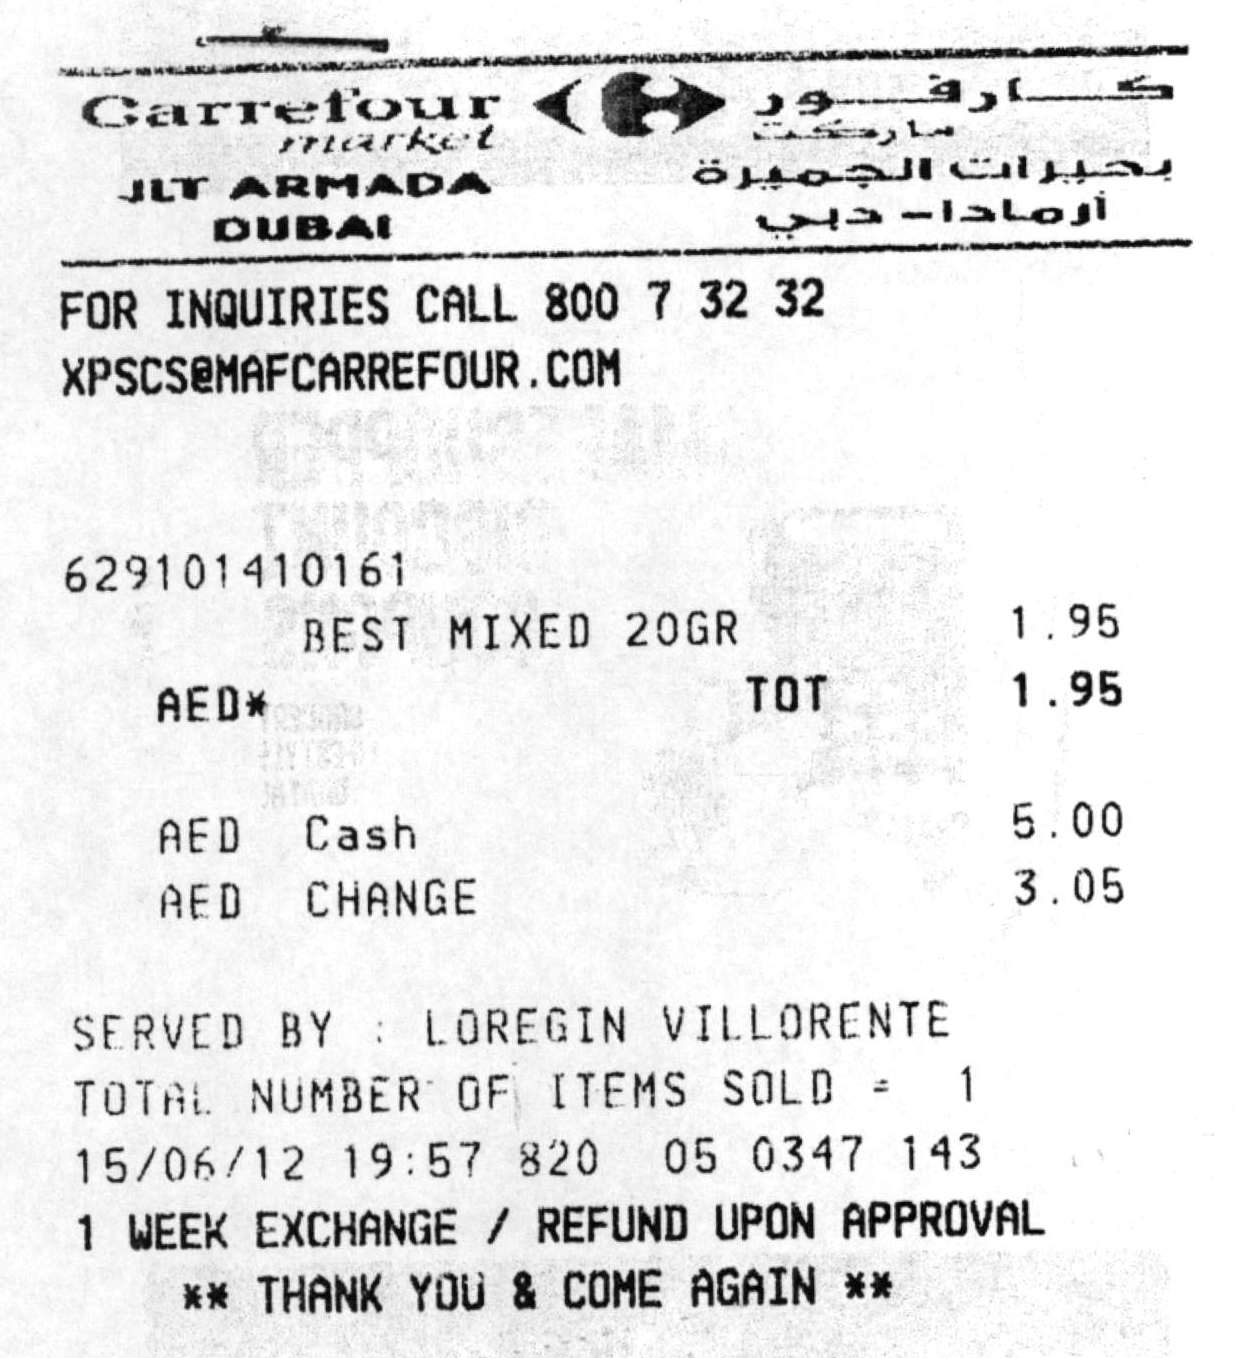 Carrefour كارفور
market ماركت
JLT ARMADA بحيرات الجميرة
DUBAI أرمادا - دبي
FOR INQUIRIES CALL 800 7 32 32
XPSCS@MAFCARREFOUR.COM
629101410161
BEST MIXED 20GR 1.95
AED* TOT 1.95
AED Cash 5.00
AED CHANGE 3.05
SERVED BY : LOREGIN VILLORENTE
TOTAL NUMBER OF ITEMS SOLD = 1
15/06/12 19:57 820 05 0347 143
1 WEEK EXCHANGE / REFUND UPON APPROVAL
** THANK YOU & COME AGAIN **